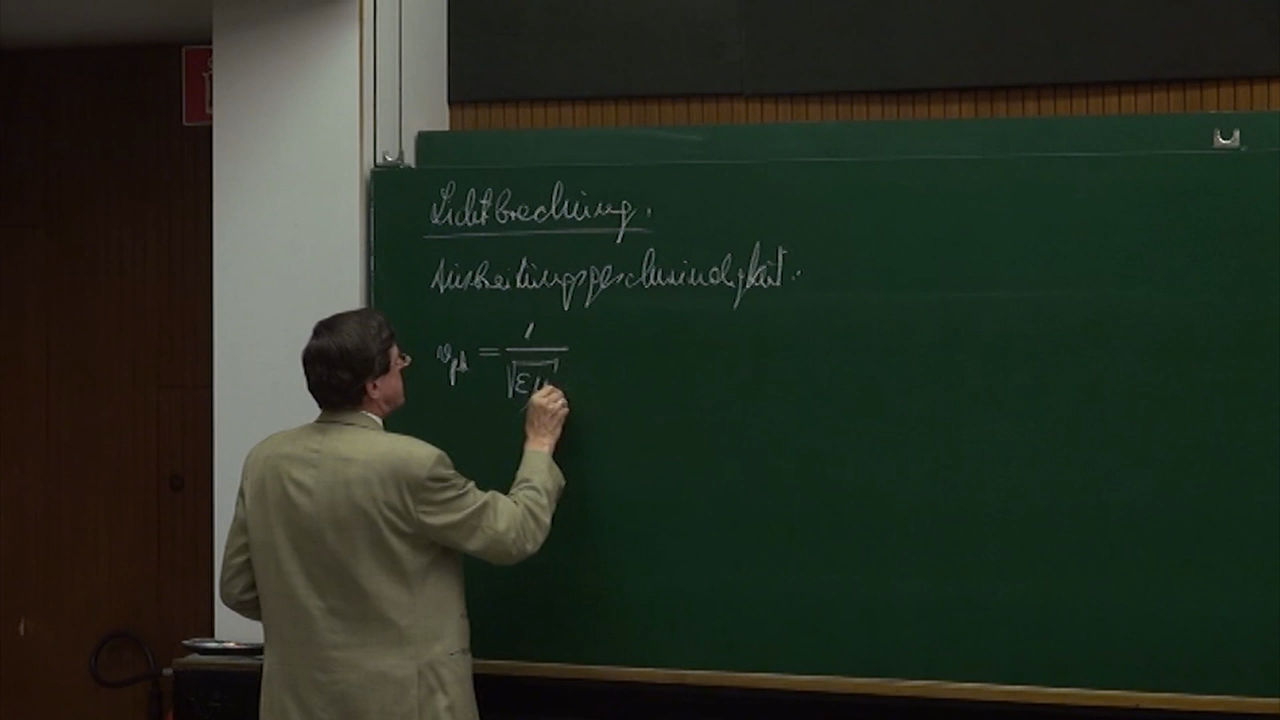 Lichtbrechung.
Ausbreitungsgeschwindigkeit.
v_ph = 1/√(εμ)